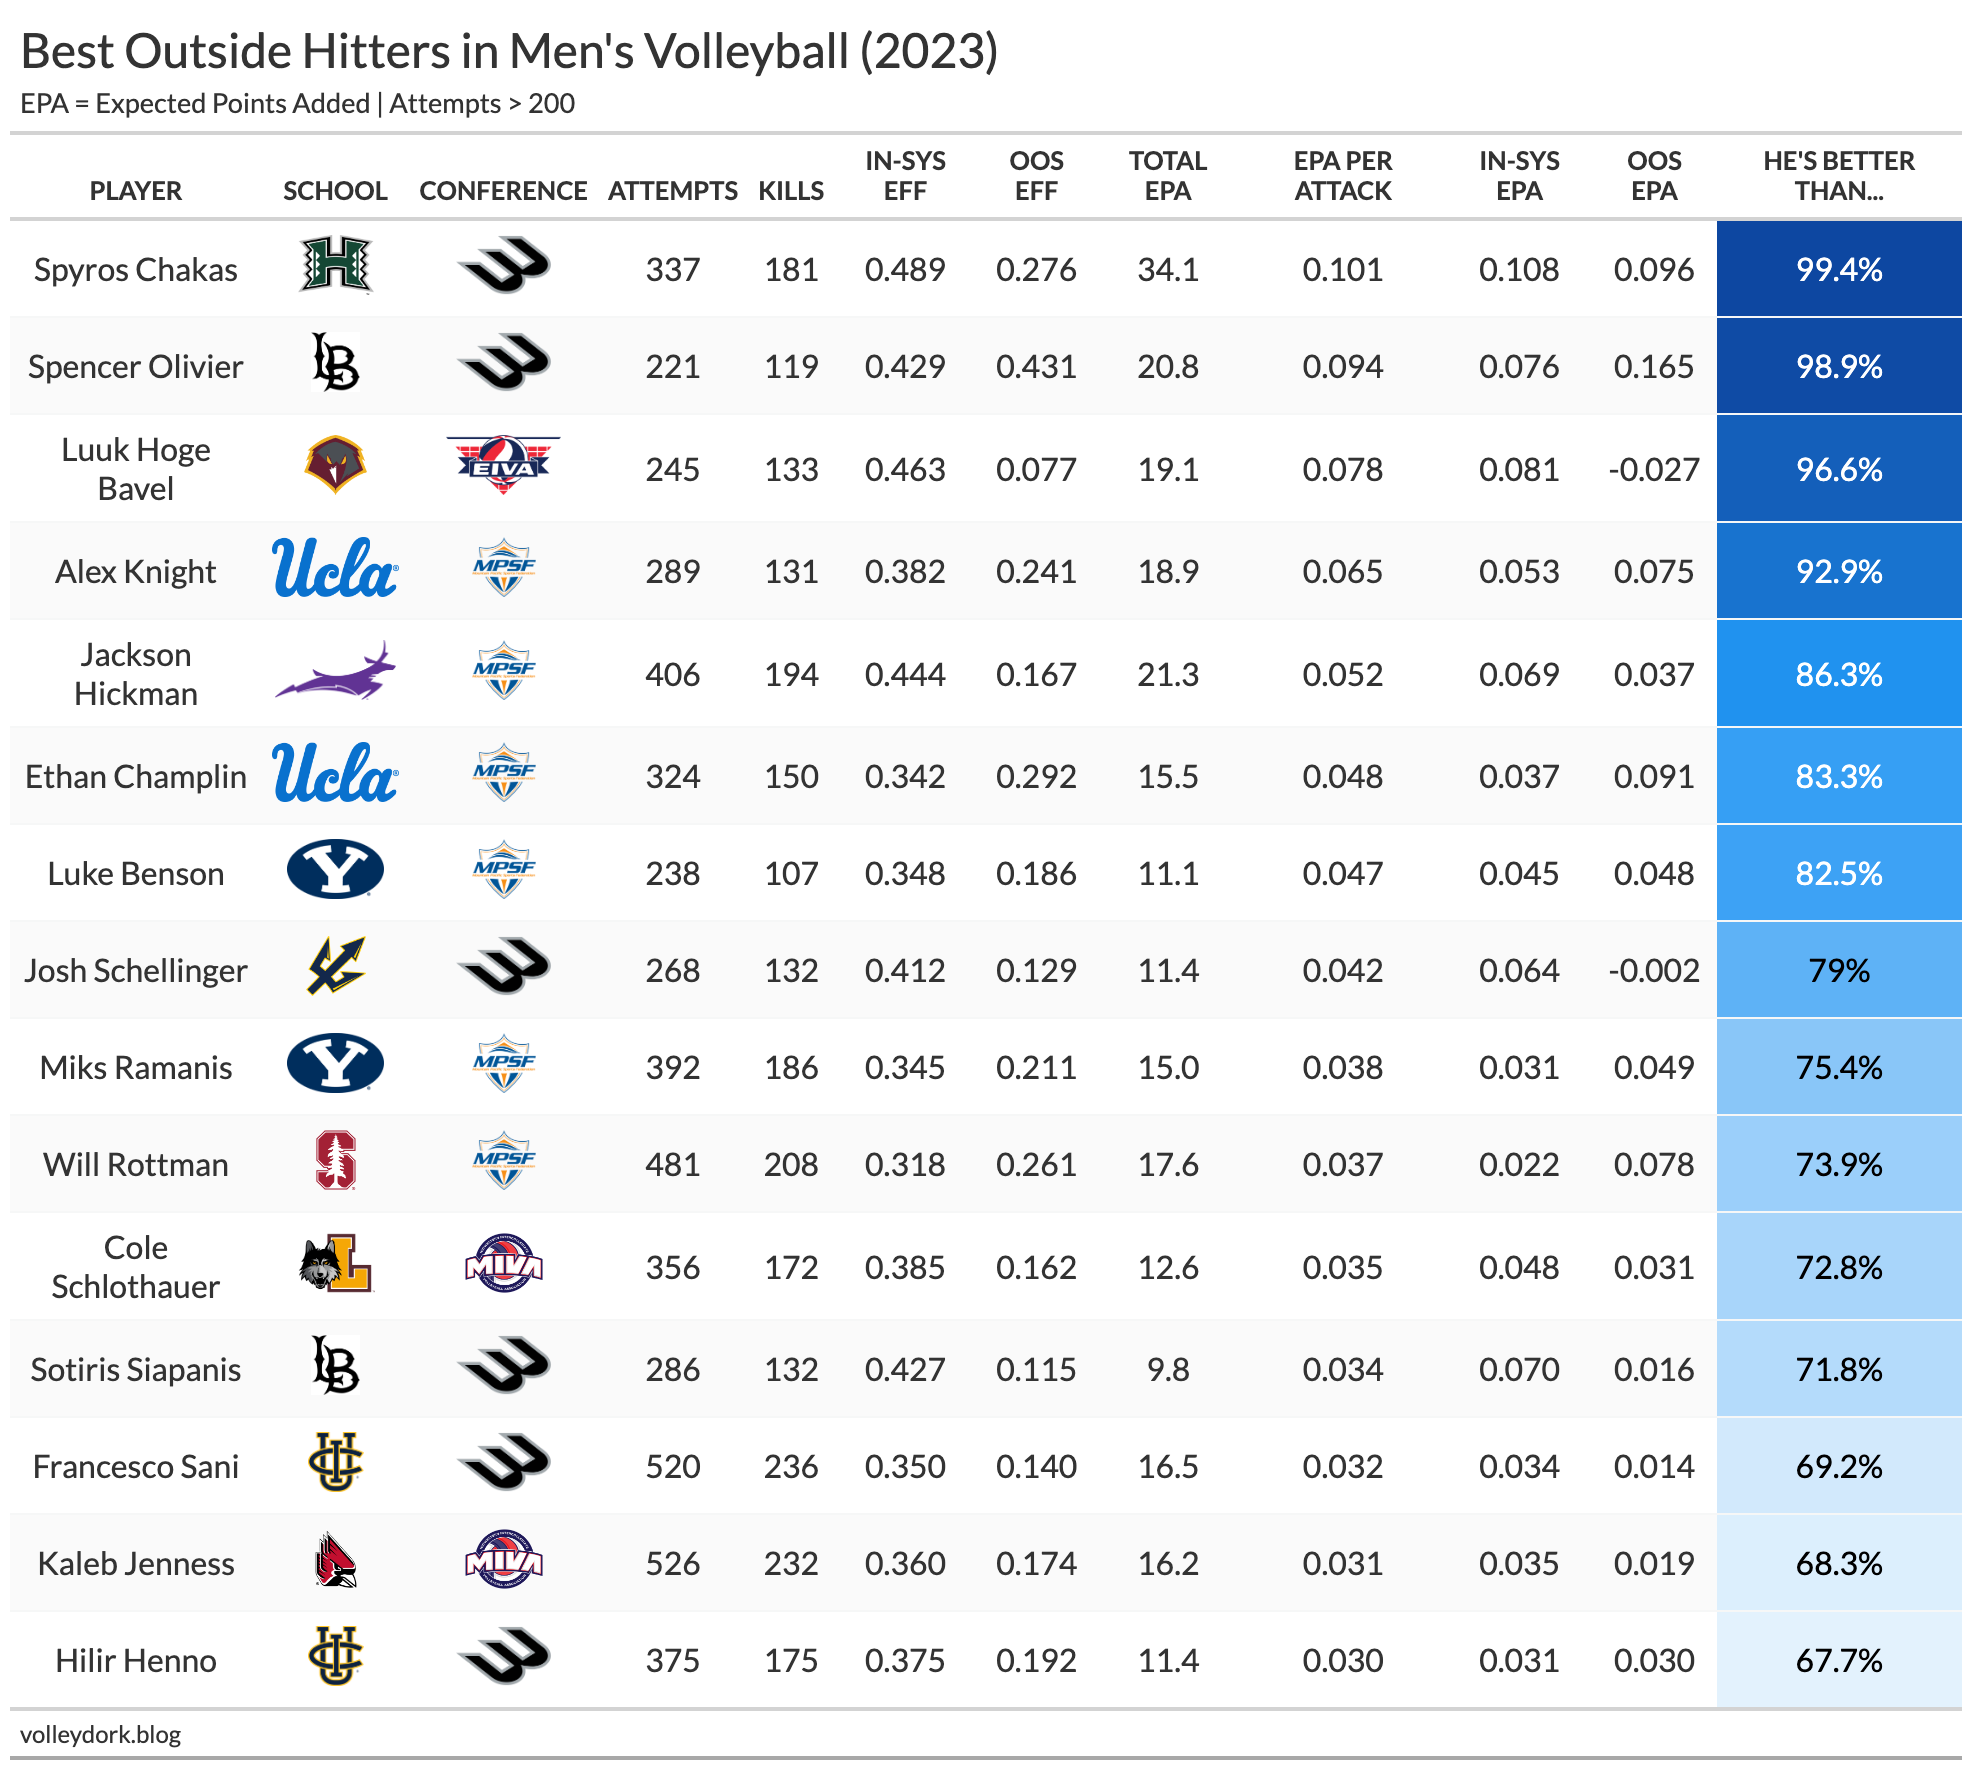 Best Outside Hitters in Men's Volleyball (2023)
EPA = Expected Points Added | Attempts > 200
PLAYER SCHOOL CONFERENCE ATTEMPTS KILLS IN-SYS EFF OOS EFF TOTAL EPA EPA PER ATTACK IN-SYS EPA OOS EPA HE'S BETTER THAN...
Spyros Chakas H 337 181 0.489 0.276 34.1 0.101 0.108 0.096 99.4%
Spencer Olivier LB 221 119 0.429 0.431 20.8 0.094 0.076 0.165 98.9%
Luuk Hoge Bavel EIVA 245 133 0.463 0.077 19.1 0.078 0.081 -0.027 96.6%
Alex Knight Ucla MPSF 289 131 0.382 0.241 18.9 0.065 0.053 0.075 92.9%
Jackson Hickman MPSF 406 194 0.444 0.167 21.3 0.052 0.069 0.037 86.3%
Ethan Champlin Ucla MPSF 324 150 0.342 0.292 15.5 0.048 0.037 0.091 83.3%
Luke Benson Y MPSF 238 107 0.348 0.186 11.1 0.047 0.045 0.048 82.5%
Josh Schellinger 268 132 0.412 0.129 11.4 0.042 0.064 -0.002 79%
Miks Ramanis Y MPSF 392 186 0.345 0.211 15.0 0.038 0.031 0.049 75.4%
Will Rottman S MPSF 481 208 0.318 0.261 17.6 0.037 0.022 0.078 73.9%
Cole Schlothauer L MIVA 356 172 0.385 0.162 12.6 0.035 0.048 0.031 72.8%
Sotiris Siapanis LB 286 132 0.427 0.115 9.8 0.034 0.070 0.016 71.8%
Francesco Sani UCI 520 236 0.350 0.140 16.5 0.032 0.034 0.014 69.2%
Kaleb Jenness MIVA 526 232 0.360 0.174 16.2 0.031 0.035 0.019 68.3%
Hilir Henno UCI 375 175 0.375 0.192 11.4 0.030 0.031 0.030 67.7%
volleydork.blog